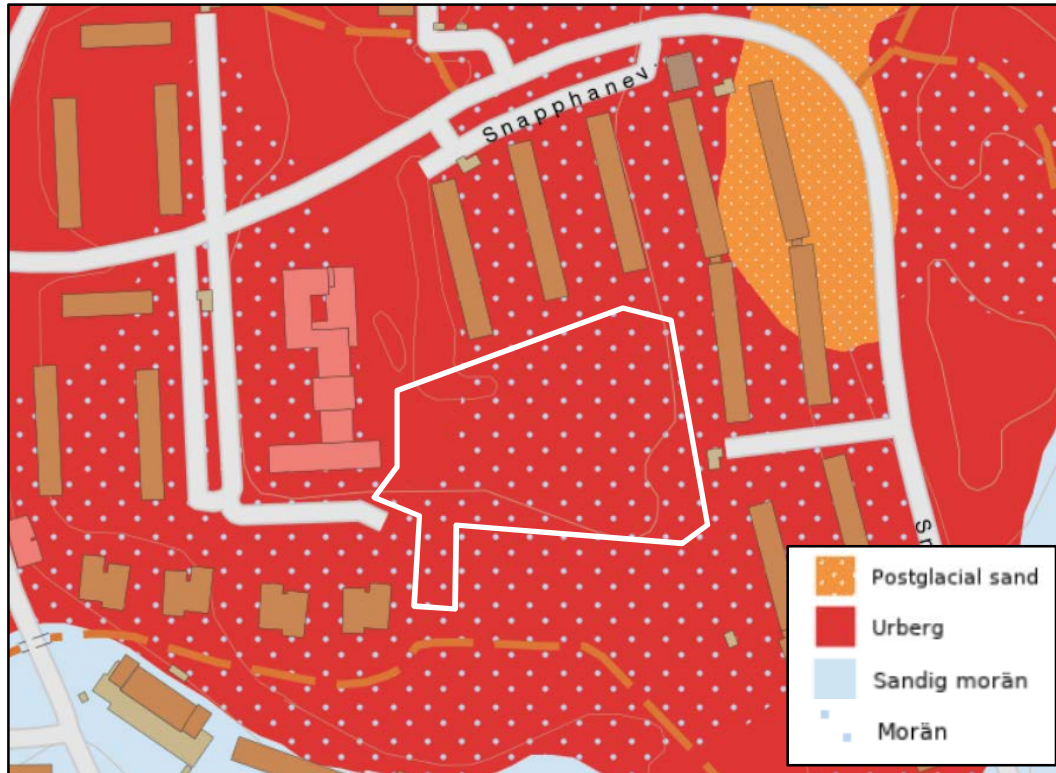 Snapphanev.
Postglacial sand
Urberg
Sandig morän
Morän